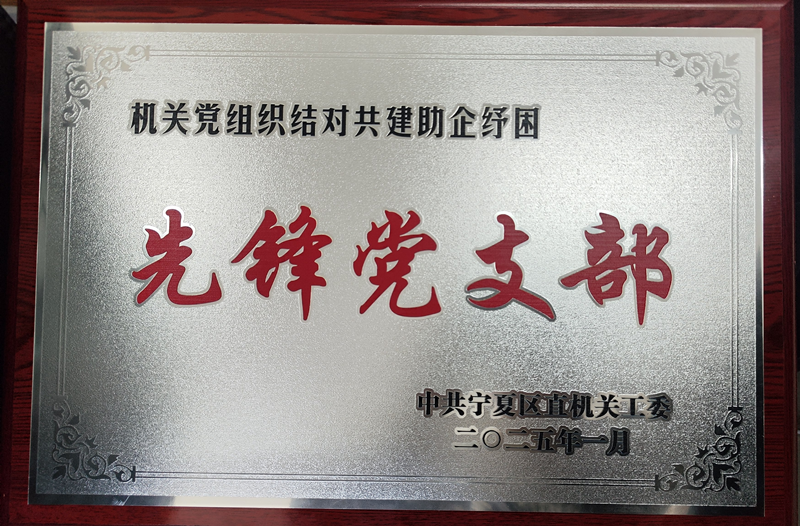 机关党组织结对共建助企纾困
先锋党支部
中共宁夏区直机关工委
二〇二五年一月